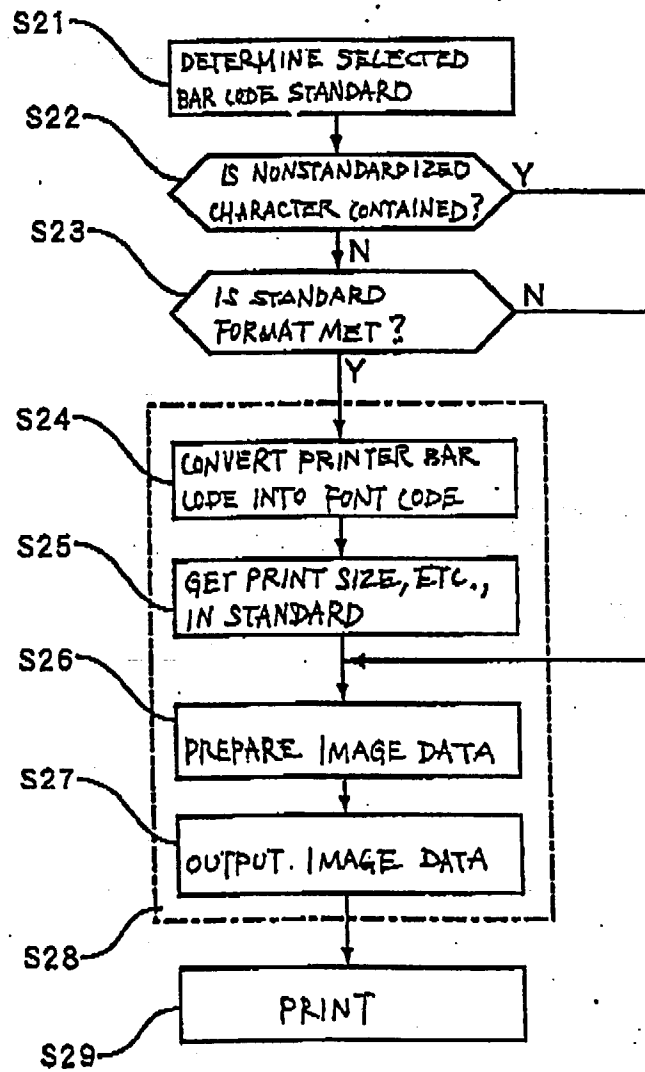 S21
DETERMINE SELECTED
BAR CODE STANDARD
S22
IS NONSTANDARDIZED
CHARACTER CONTAINED?
Y
S23
N
IS STANDARD
FORMAT MET?
N
Y
S24
CONVERT PRINTER BAR
CODE INTO FONT CODE
S25
GET PRINT SIZE, ETC.,
IN STANDARD
S26
PREPARE IMAGE DATA
S27
OUTPUT. IMAGE DATA
S28
PRINT
S29